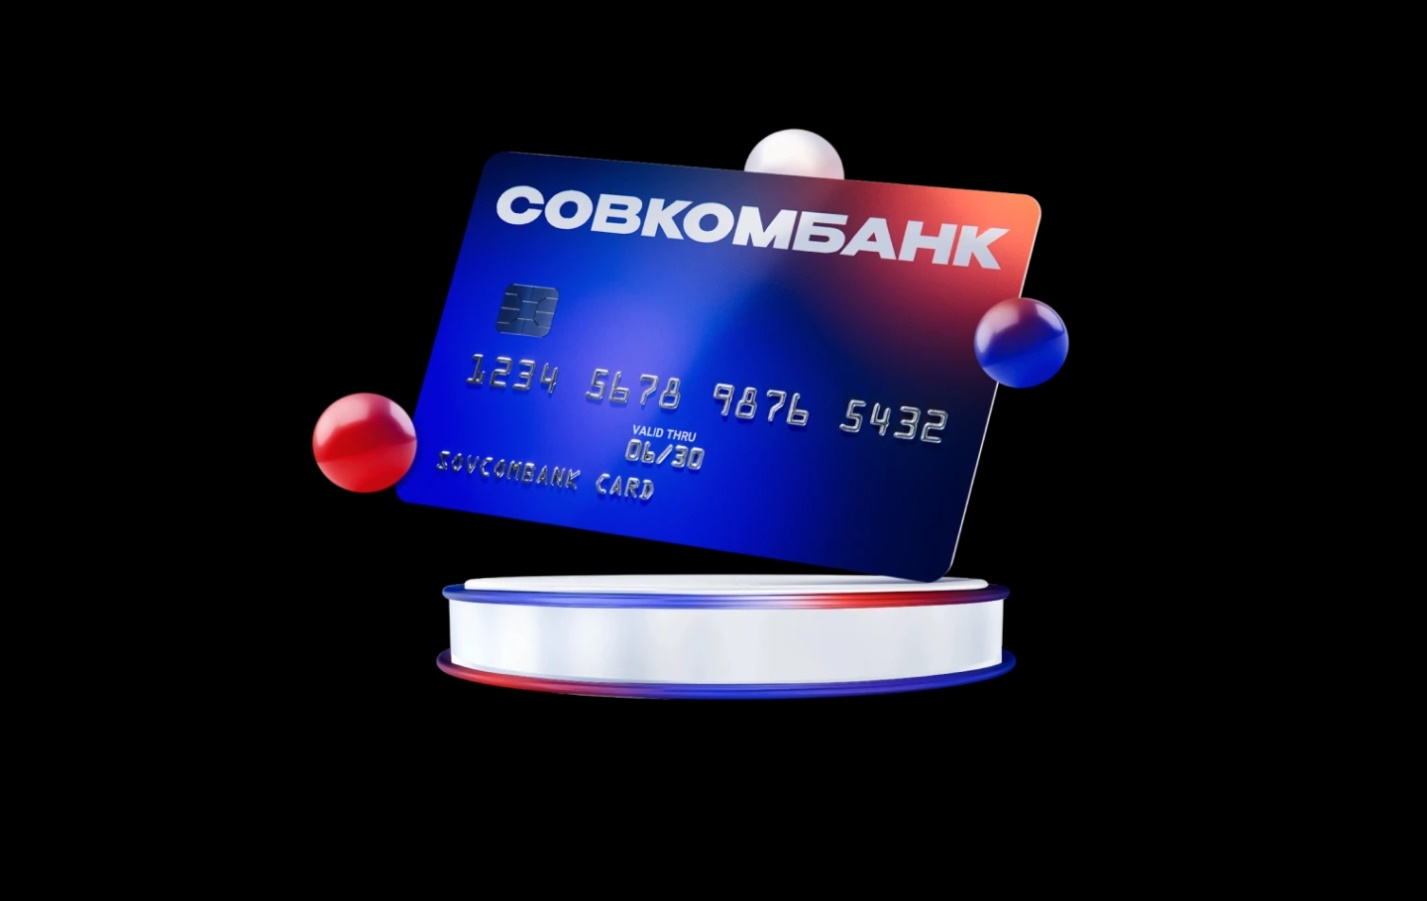 СОВКОМБАНК
1234 5678 9876 5432
VALID THRU
06/30
SOVCOMBANK CARD